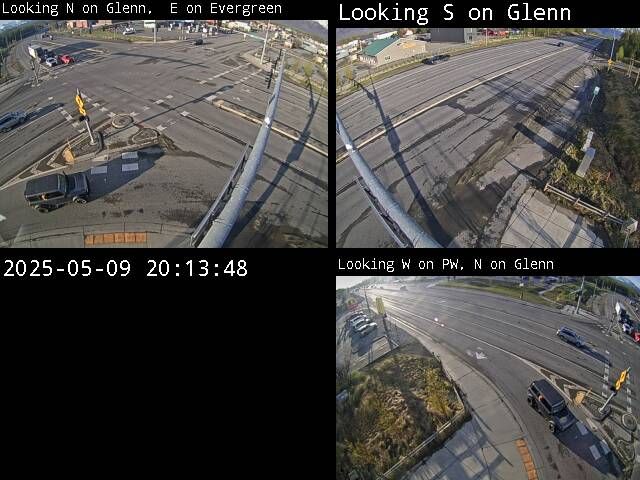 Looking N on Glenn, E on Evergreen
Looking S on Glenn
2025-05-09 20:13:48
Looking W on PW, N on Glenn